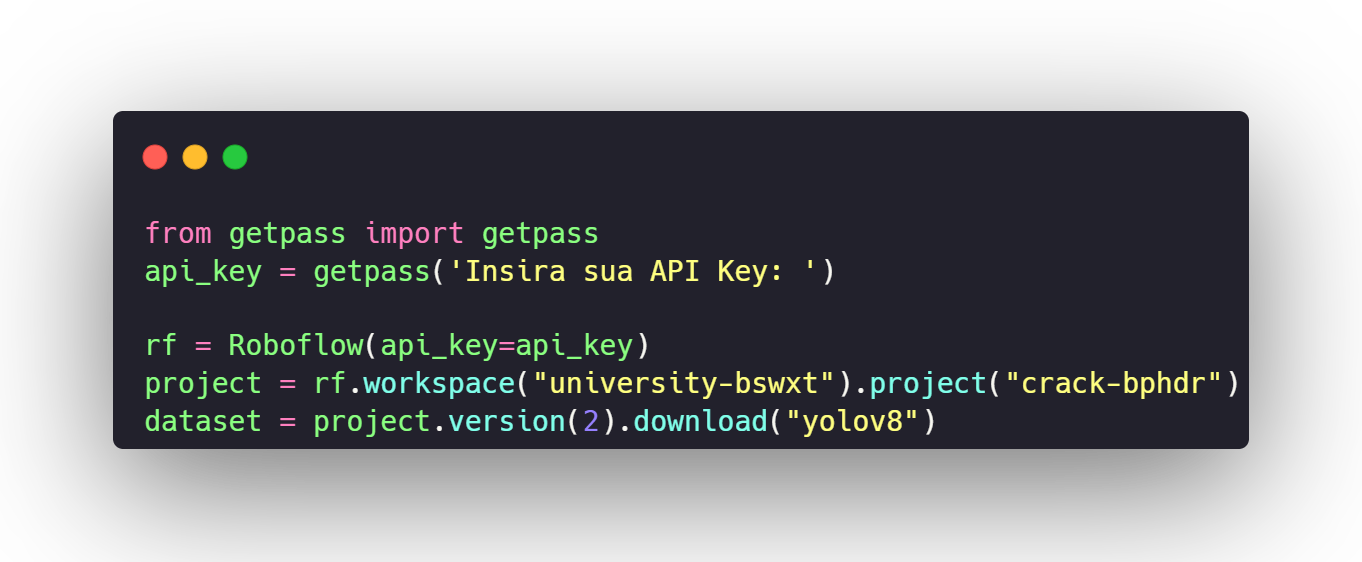 from getpass import getpass
api_key = getpass('Insira sua API Key: ')
rf = Roboflow(api_key=api_key)
project = rf.workspace("university-bswxt").project("crack-bphdr")
dataset = project.version(2).download("yolov8")